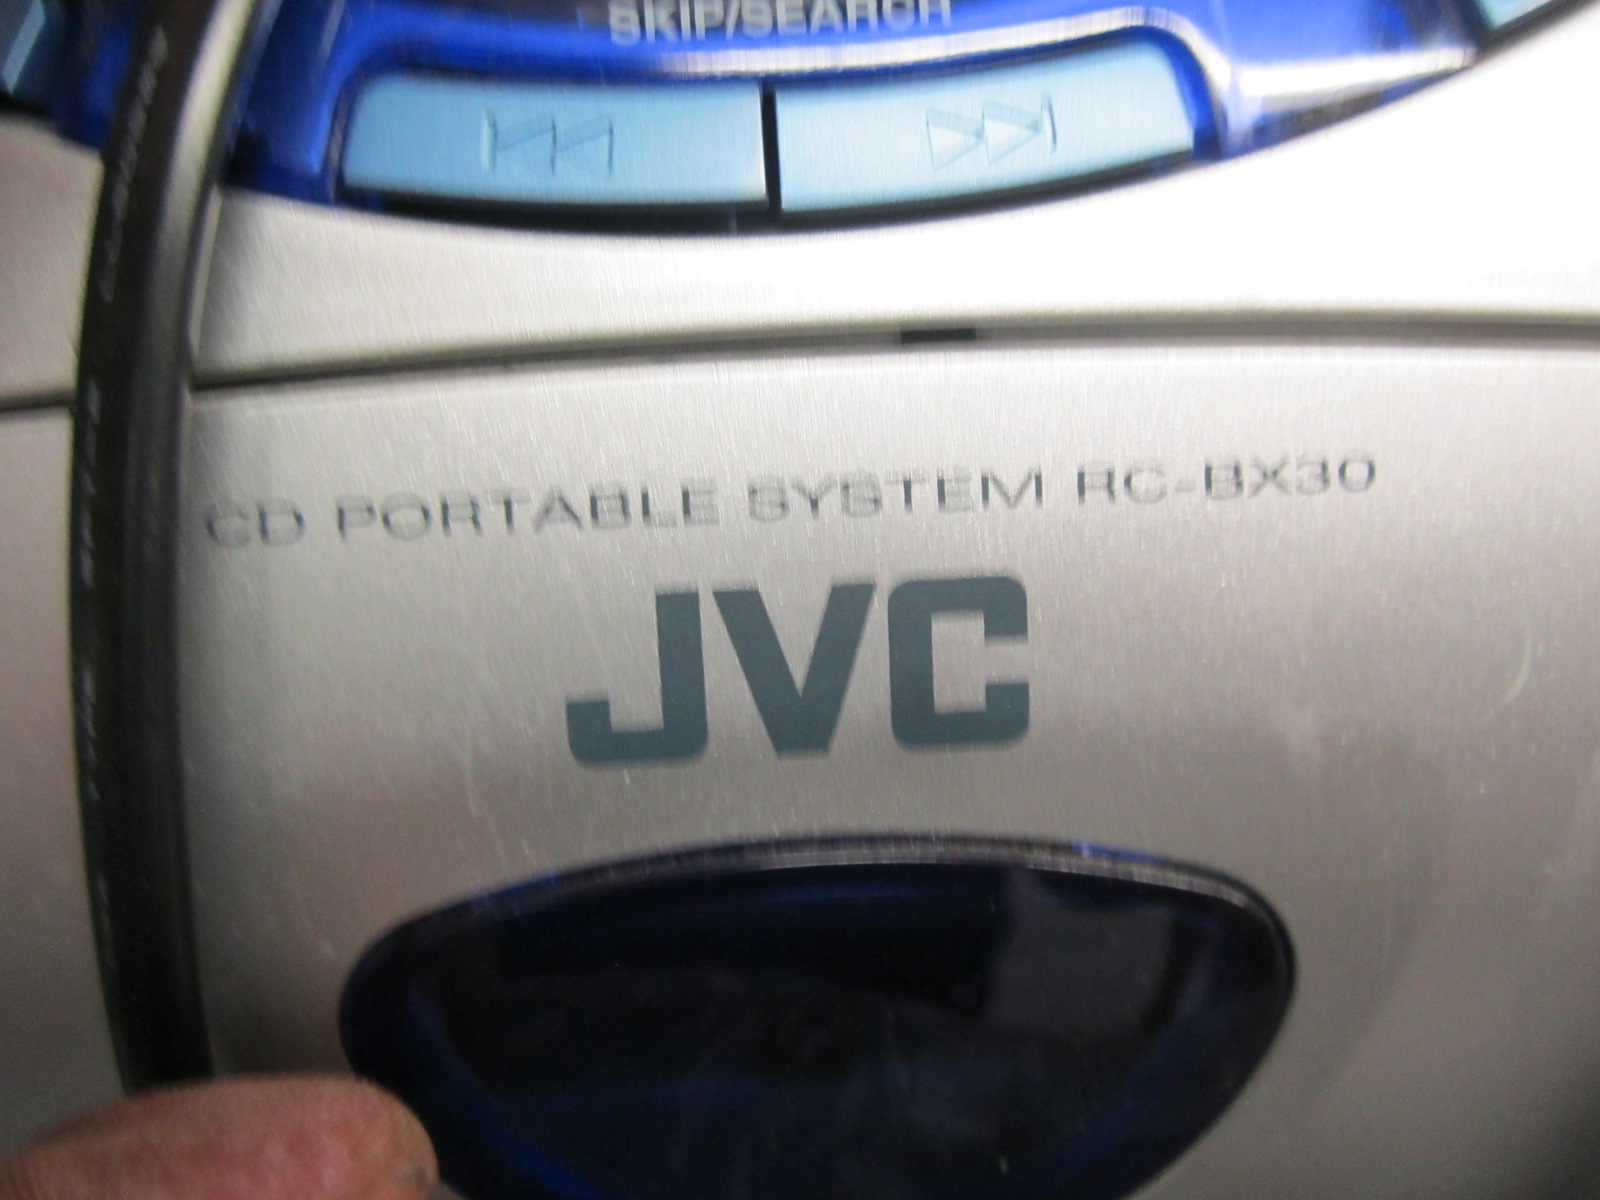 SKIP/SEARCH
CD PORTABLE SYSTEM RC-BX30
JVC